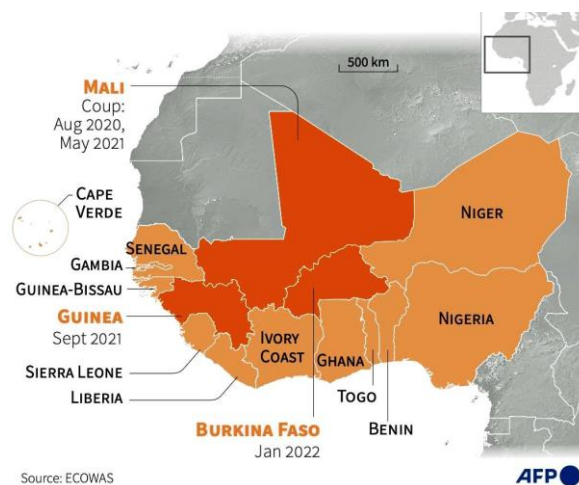 500 km
MALI
Coup:
Aug 2020,
May 2021
CAPE
VERDE
SENEGAL
GAMBIA
GUINEA-BISSAU
GUINEA
Sept 2021
SIERRA LEONE
LIBERIA
IVORY
COAST
GHANA
NIGER
NIGERIA
TOGO
BENIN
BURKINA FASO
Jan 2022
Source: ECOWAS
AFP